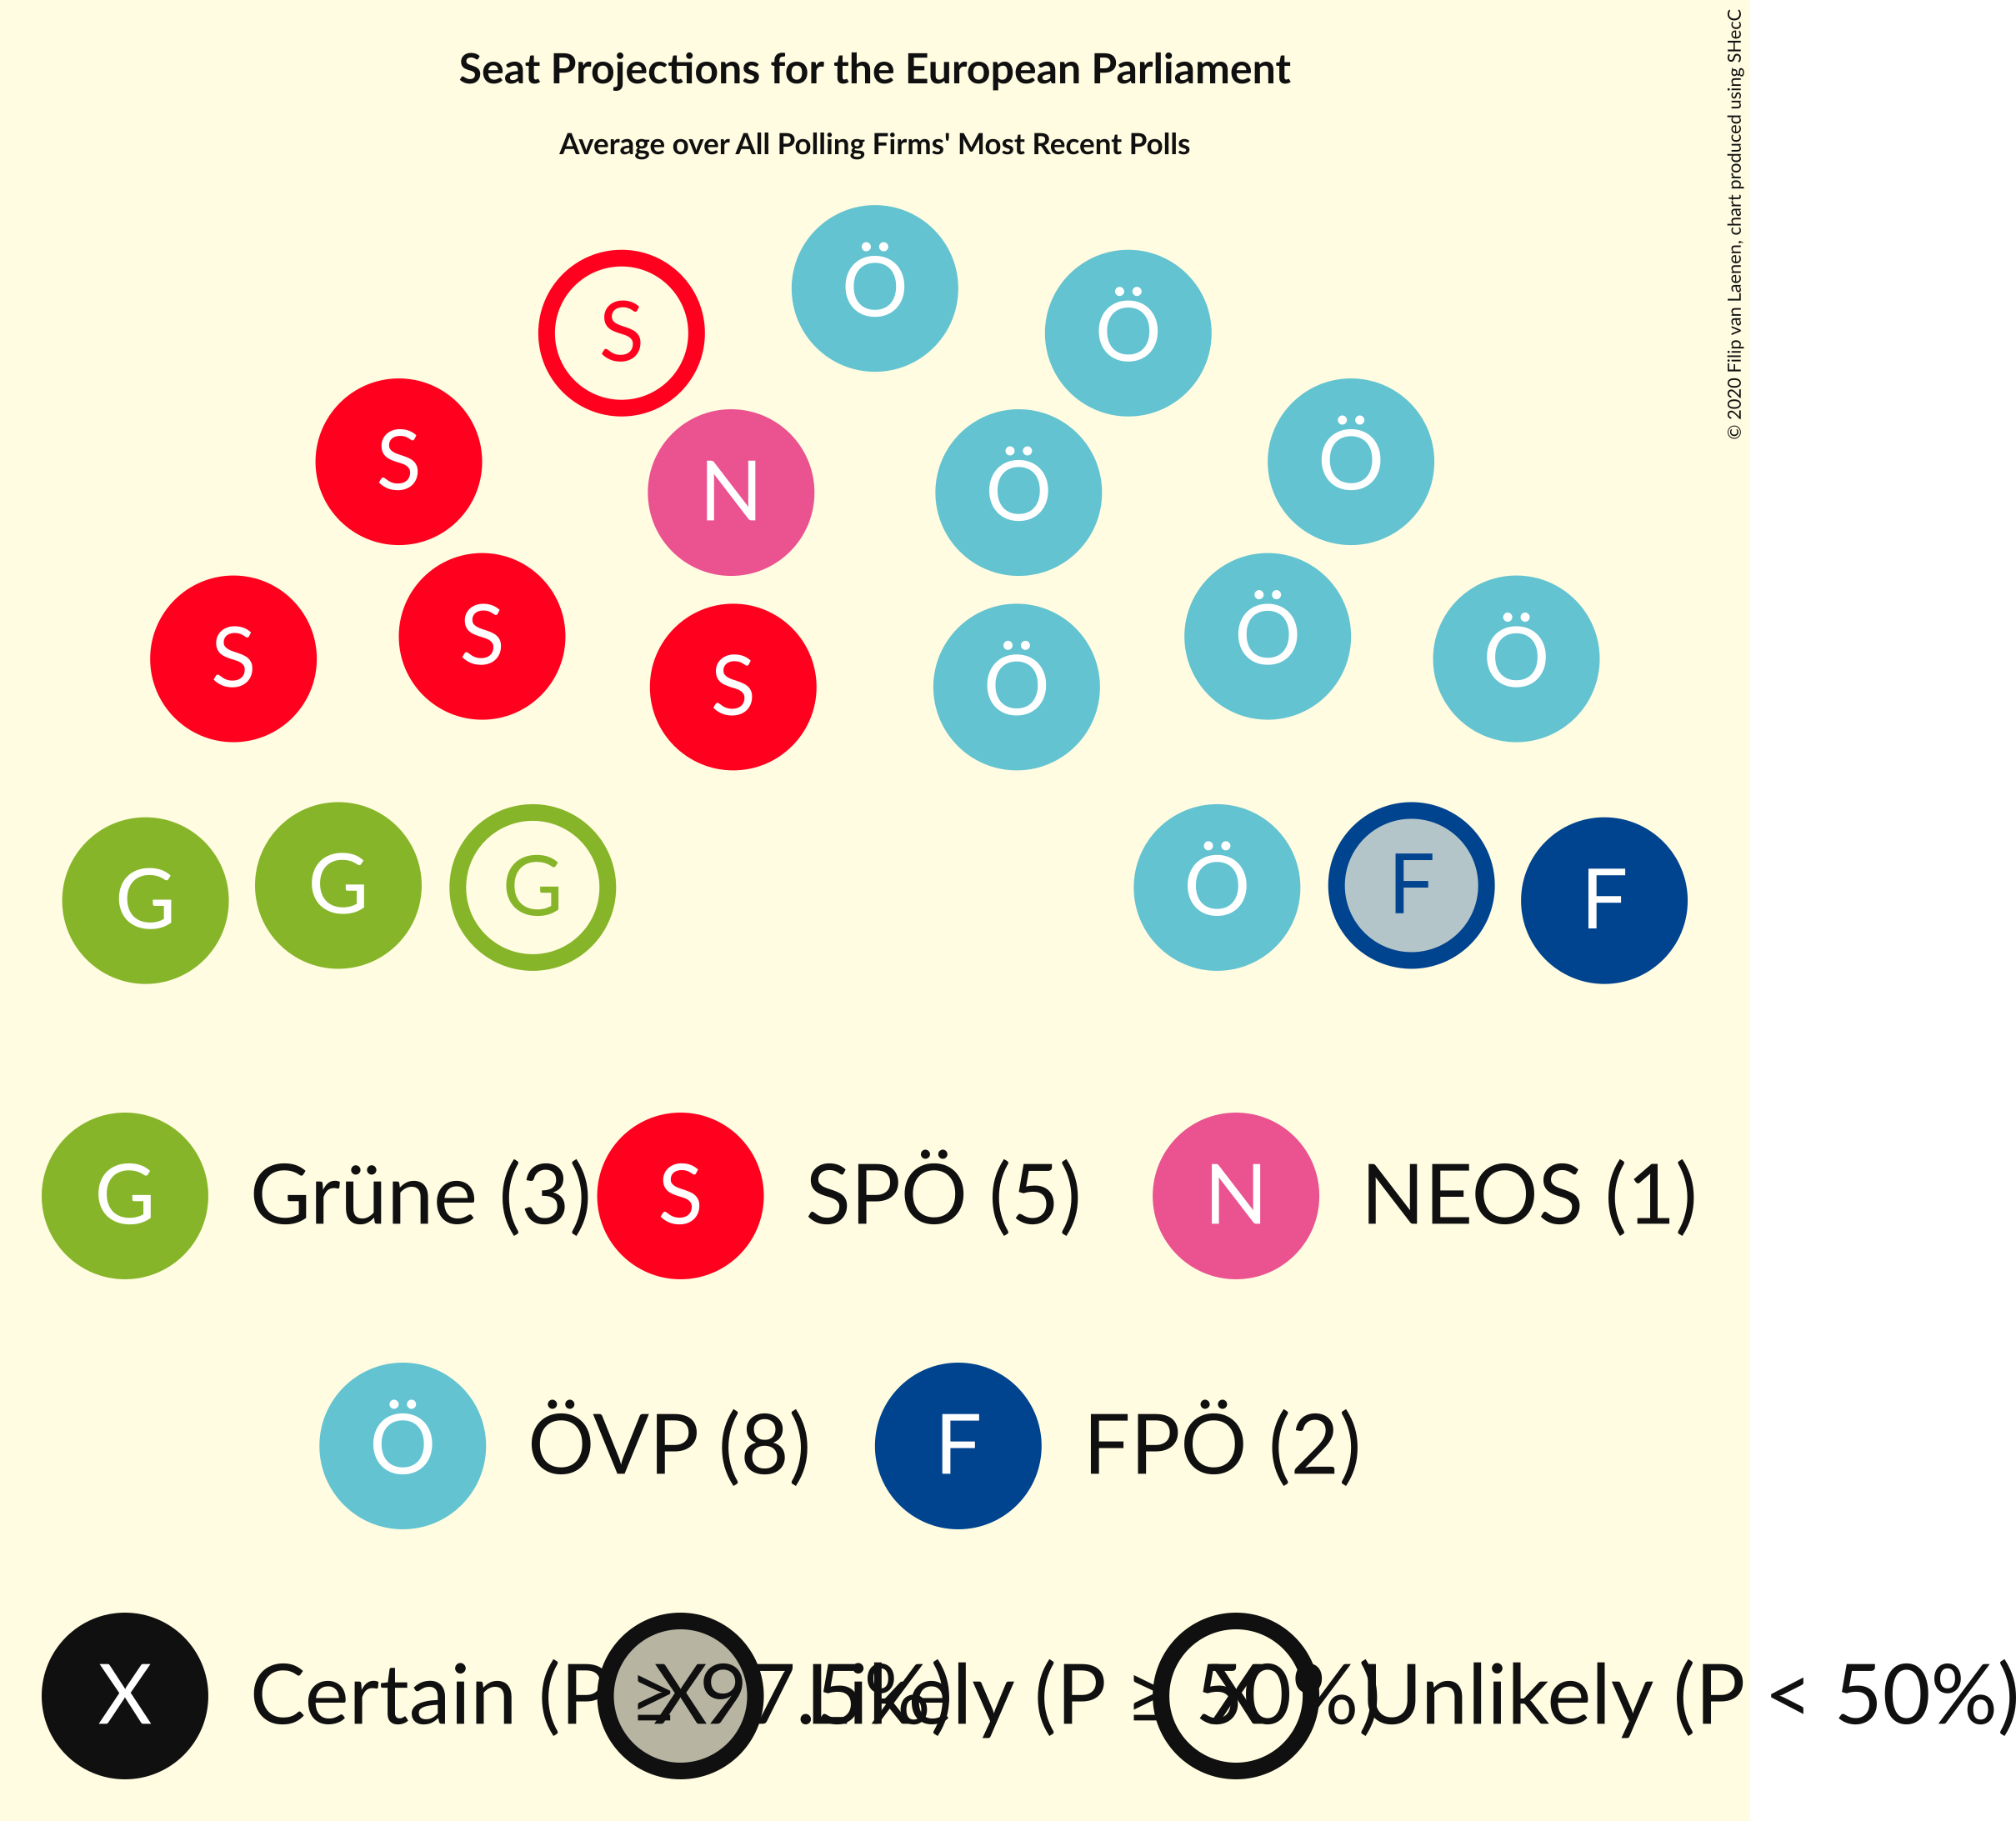 Seat Projections for the European Parliament
Average over All Polling Firms' Most Recent Polls
© 2020 Filip van Laenen, chart produced using SHecC
Ö
S Ö
S Ö
N Ö
S S Ö Ö
S Ö
G G G Ö F F
G Grüne (3) S SPÖ (5) N NEOS (1)
Ö ÖVP (8) F FPÖ (2)
X Certain (P ≥ 97.5%) X Likely (P ≥ 50%) X Unlikely (P < 50%)